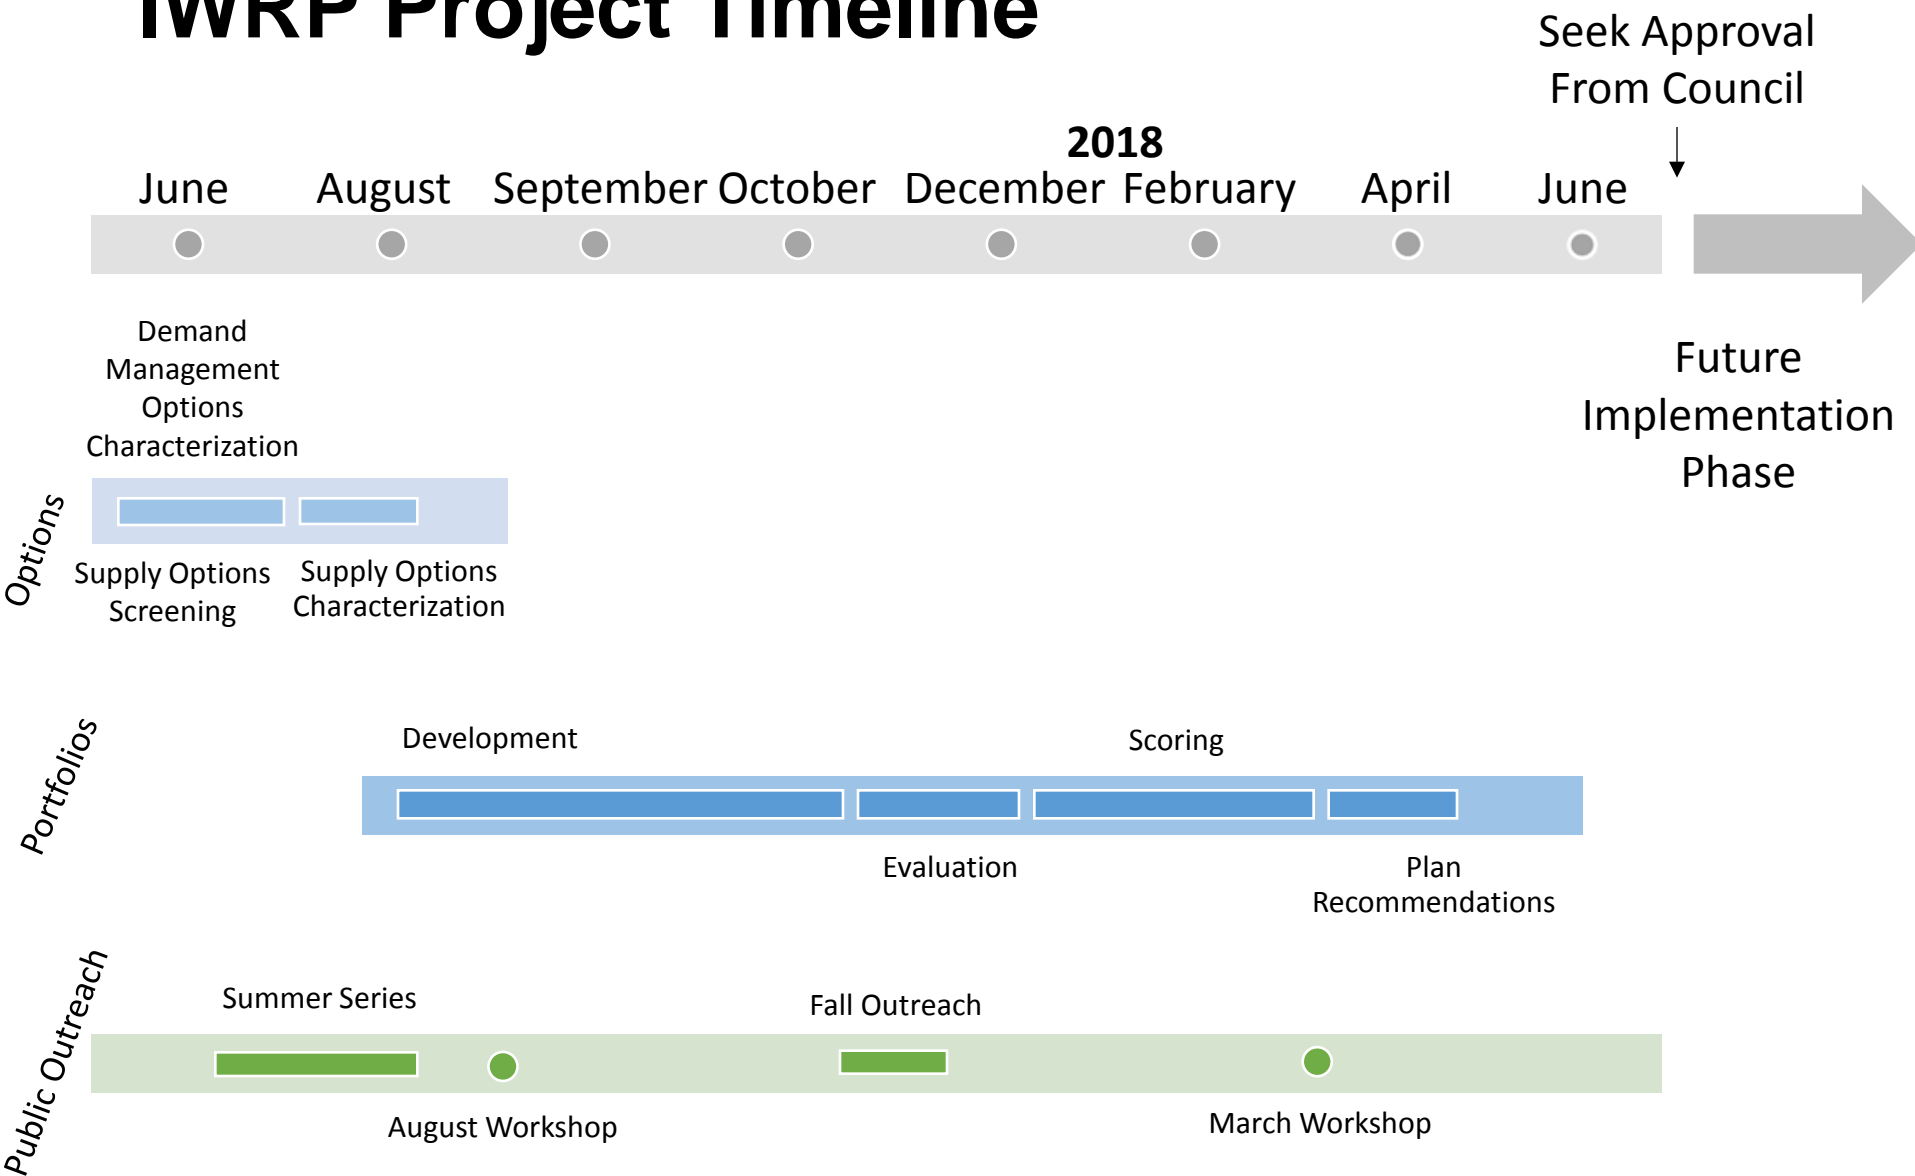 IWRP Project Timeline
Seek Approval
From Council
2018
June August September October December February April June
Demand
Management
Options
Characterization
Future
Implementation
Phase
Options
Supply Options
Screening
Supply Options
Characterization
Portfolios
Development
Scoring
Evaluation
Plan
Recommendations
Public Outreach
Summer Series
Fall Outreach
August Workshop
March Workshop